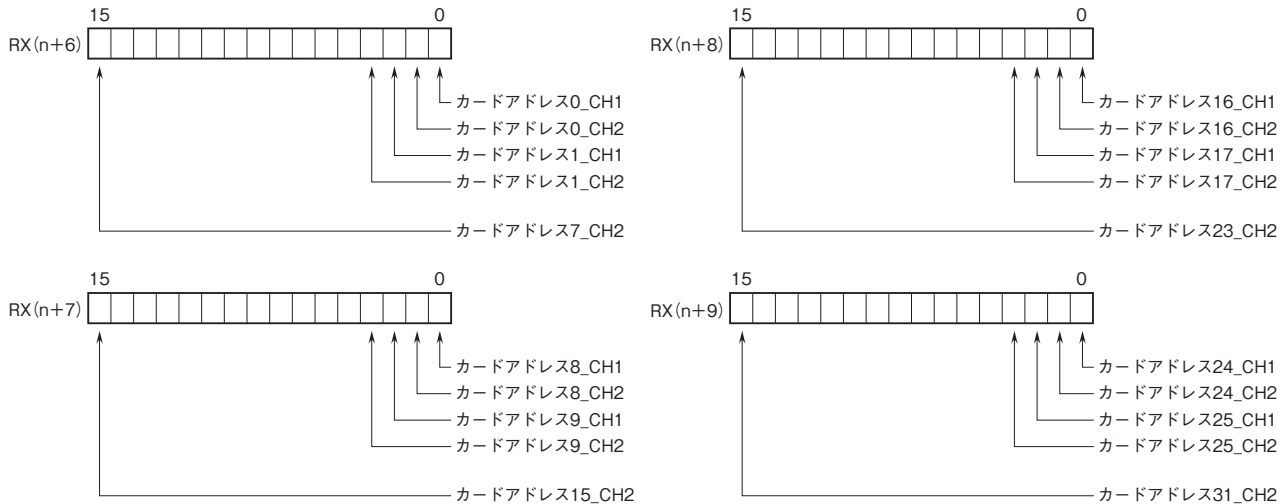 15 0
RX(n+6)
カードアドレス0_CH1
カードアドレス0_CH2
カードアドレス1_CH1
カードアドレス1_CH2
カードアドレス7_CH2
15 0
RX(n+8)
カードアドレス16_CH1
カードアドレス16_CH2
カードアドレス17_CH1
カードアドレス17_CH2
カードアドレス23_CH2
15 0
RX(n+7)
カードアドレス8_CH1
カードアドレス8_CH2
カードアドレス9_CH1
カードアドレス9_CH2
カードアドレス15_CH2
15 0
RX(n+9)
カードアドレス24_CH1
カードアドレス24_CH2
カードアドレス25_CH1
カードアドレス25_CH2
カードアドレス31_CH2